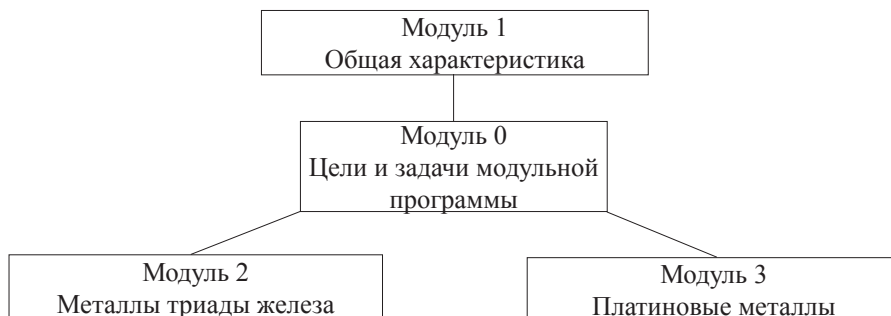 Модуль 1
Общая характеристика
Модуль 0
Цели и задачи модульной
программы
Модуль 2
Металлы триады железа
Модуль 3
Платиновые металлы